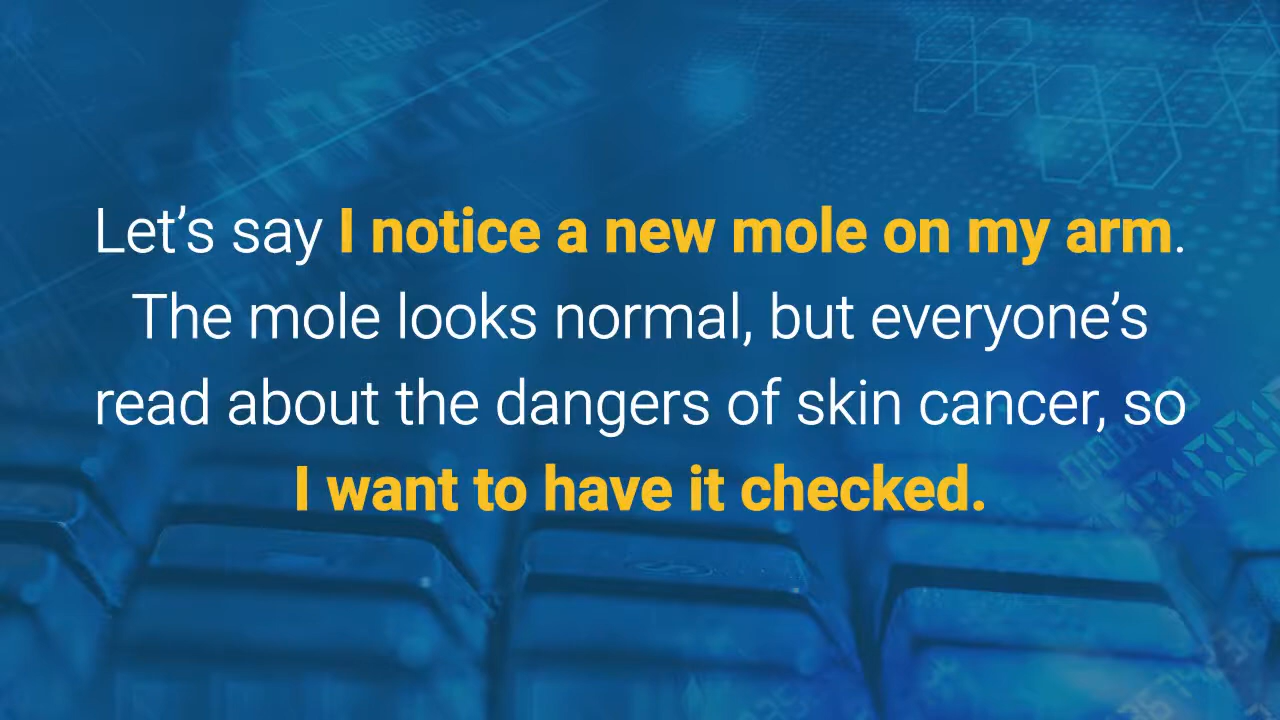 Let’s say I notice a new mole on my arm.
The mole looks normal, but everyone’s
read about the dangers of skin cancer, so
I want to have it checked.